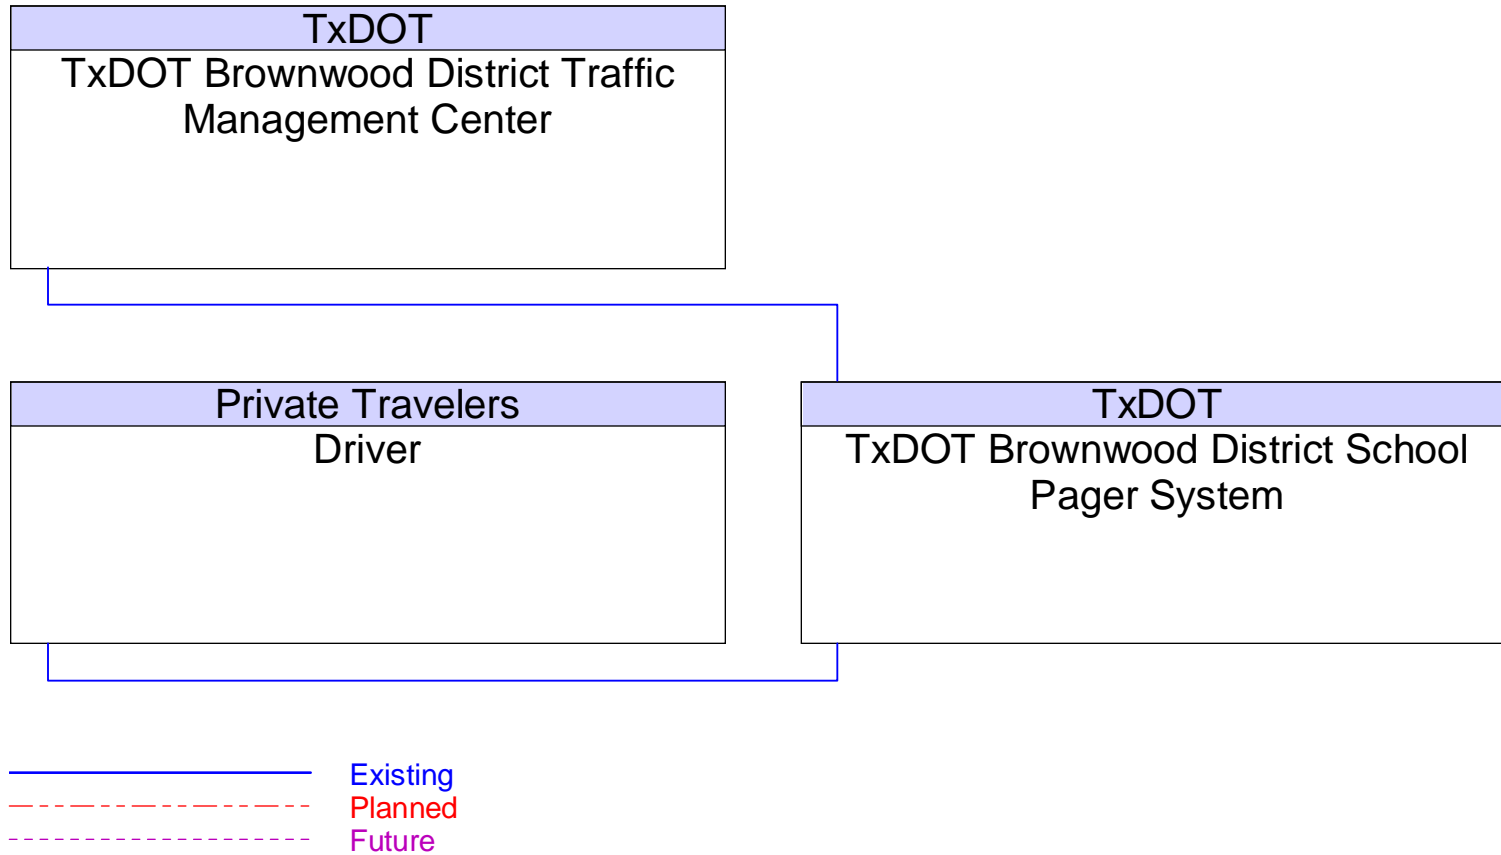 TxDOT
TxDOT Brownwood District Traffic
Management Center
Private Travelers
Driver
TxDOT
TxDOT Brownwood District School
Pager System
Existing
Planned
Future